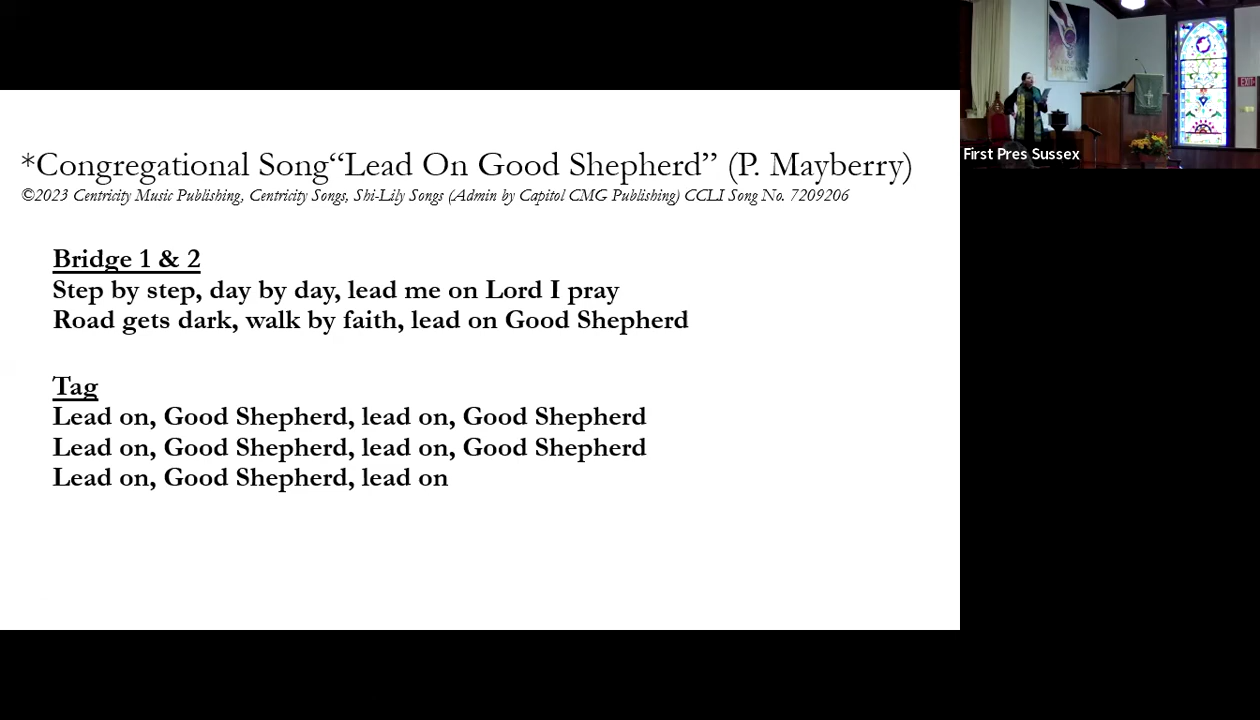 *Congregational Song“Lead On Good Shepherd” (P. Mayberry)
©2023 Centricity Music Publishing, Centricity Songs, Shi-Lily Songs (Admin by Capitol CMG Publishing) CCLI Song No. 7209206
Bridge 1 & 2
Step by step, day by day, lead me on Lord I pray
Road gets dark, walk by faith, lead on Good Shepherd
Tag
Lead on, Good Shepherd, lead on, Good Shepherd
Lead on, Good Shepherd, lead on, Good Shepherd
Lead on, Good Shepherd, lead on
First Pres Sussex
EXIT